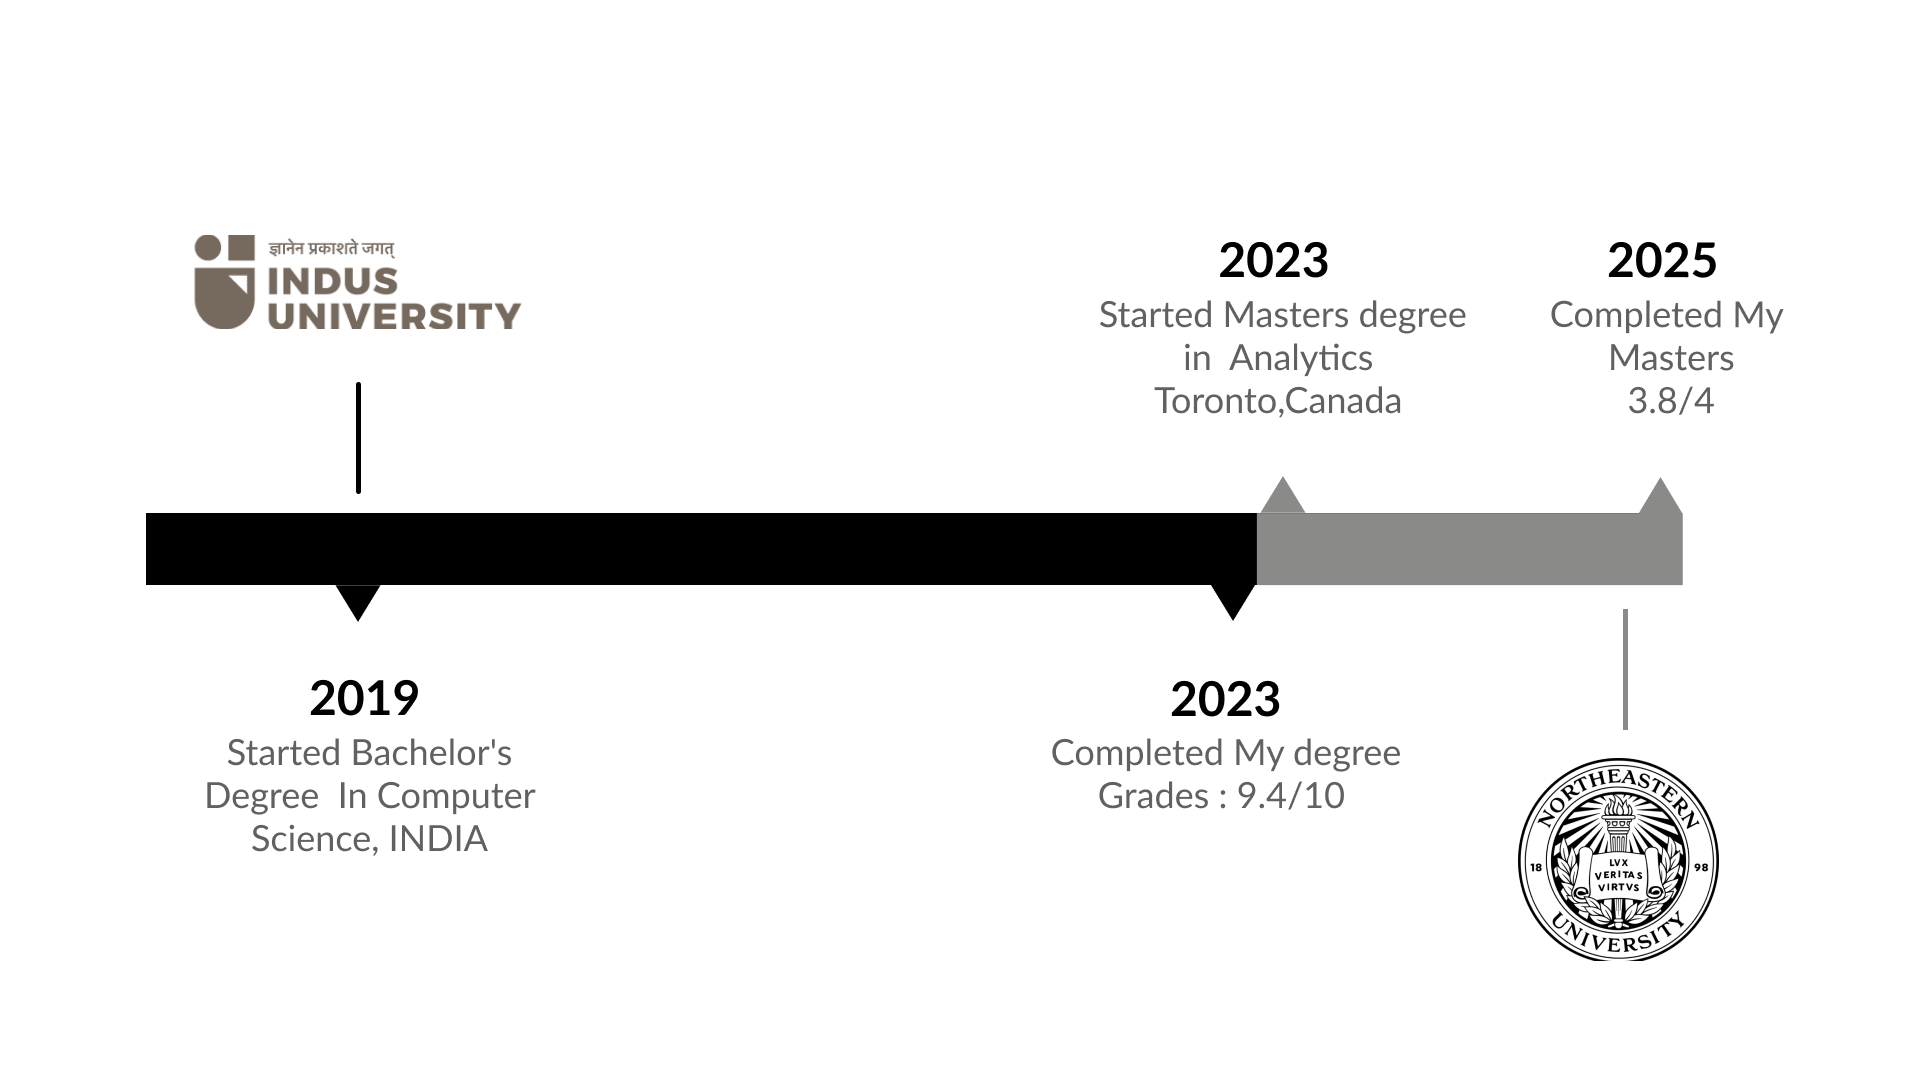 ज्ञानेन प्रकाशते जगत्
INDUS
UNIVERSITY
2023
Started Masters degree
in  Analytics
Toronto,Canada
2025
Completed My
Masters
3.8/4
2019
Started Bachelor's
Degree  In Computer
Science, INDIA
2023
Completed My degree
Grades : 9.4/10
NORTHEASTERN
18
98
LVX
VERITAS
VIRTVS
UNIVERSITY